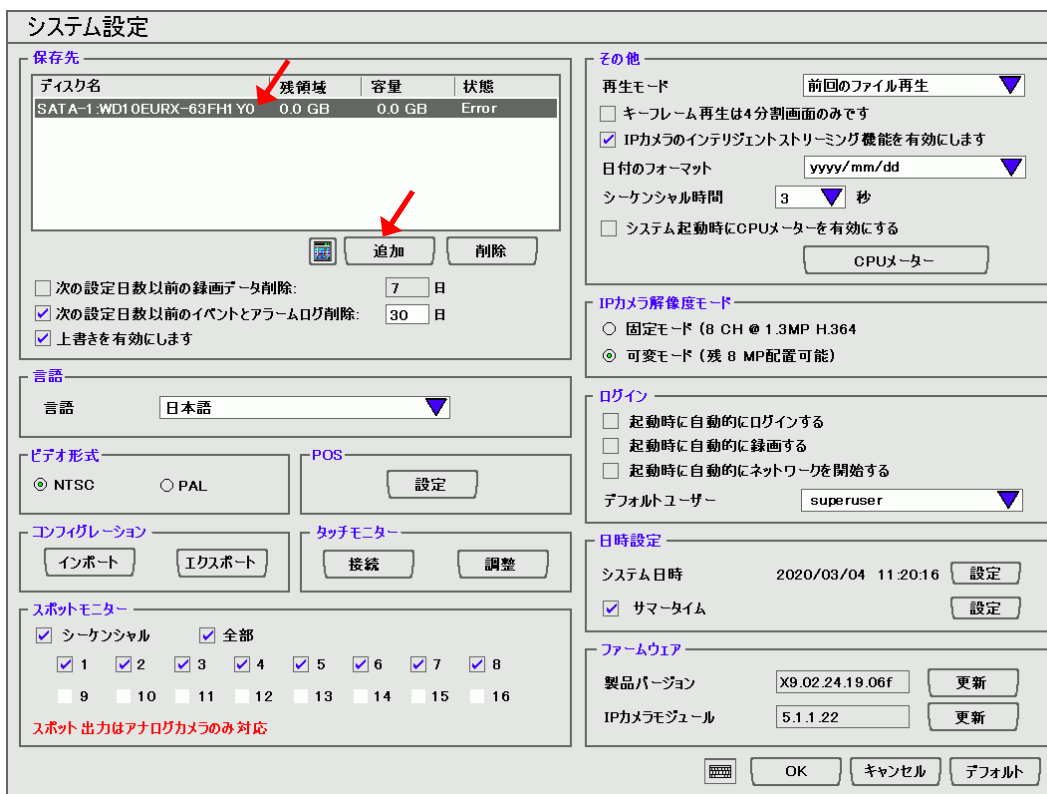 システム設定
保存先
ディスク名 残領域 容量 状態
SATA-1:WD10EURX-63FH1Y0 0.0 GB 0.0 GB Error
追加 削除
次の設定日数以前の録画データ削除: 7 日
次の設定日数以前のイベントとアラームログ削除: 30 日
上書きを有効にします
言語
言語 日本語
ビデオ形式
NTSC PAL
POS
設定
コンフィグレーション
インポート エクスポート
タッチモニター
接続 調整
スポットモニター
シーケンシャル 全部
1 2 3 4 5 6 7 8
9 10 11 12 13 14 15 16
スポット出力はアナログカメラのみ対応
その他
再生モード 前回のファイル再生
キーフレーム再生は4分割画面のみです
IPカメラのインテリジェントストリーミング機能を有効にします
日付のフォーマット yyyy/mm/dd
シーケンシャル時間 3 秒
システム起動時にCPUメーターを有効にする
CPUメーター
IPカメラ解像度モード
固定モード (8 CH @ 1.3MP H.364
可変モード (残 8 MP配置可能)
ログイン
起動時に自動的にログインする
起動時に自動的に録画する
起動時に自動的にネットワークを開始する
デフォルトユーザー superuser
日時設定
システム日時 2020/03/04 11:20:16 設定
サマータイム 設定
ファームウェア
製品バージョン X9.02.24.19.06f 更新
IPカメラモジュール 5.1.1.22 更新
OK キャンセル デフォルト